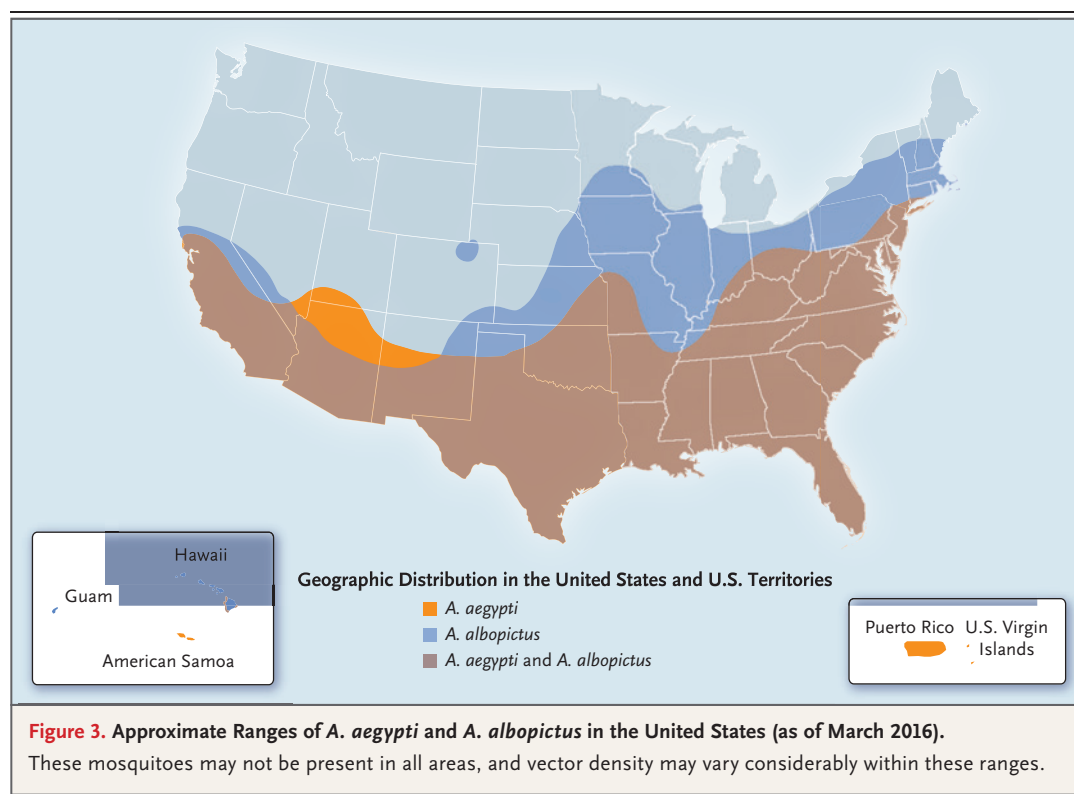 Hawaii
Guam
American Samoa
Geographic Distribution in the United States and U.S. Territories
A. aegypti
A. albopictus
A. aegypti and A. albopictus
Puerto Rico
U.S. Virgin
Islands
Figure 3. Approximate Ranges of A. aegypti and A. albopictus in the United States (as of March 2016).
These mosquitoes may not be present in all areas, and vector density may vary considerably within these ranges.